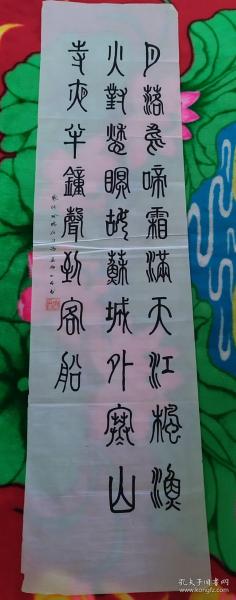 月落烏啼霜滿天江楓漁
火對愁眠姑蘇城外寒山
寺夜半鐘聲到客船
孔夫子旧书网